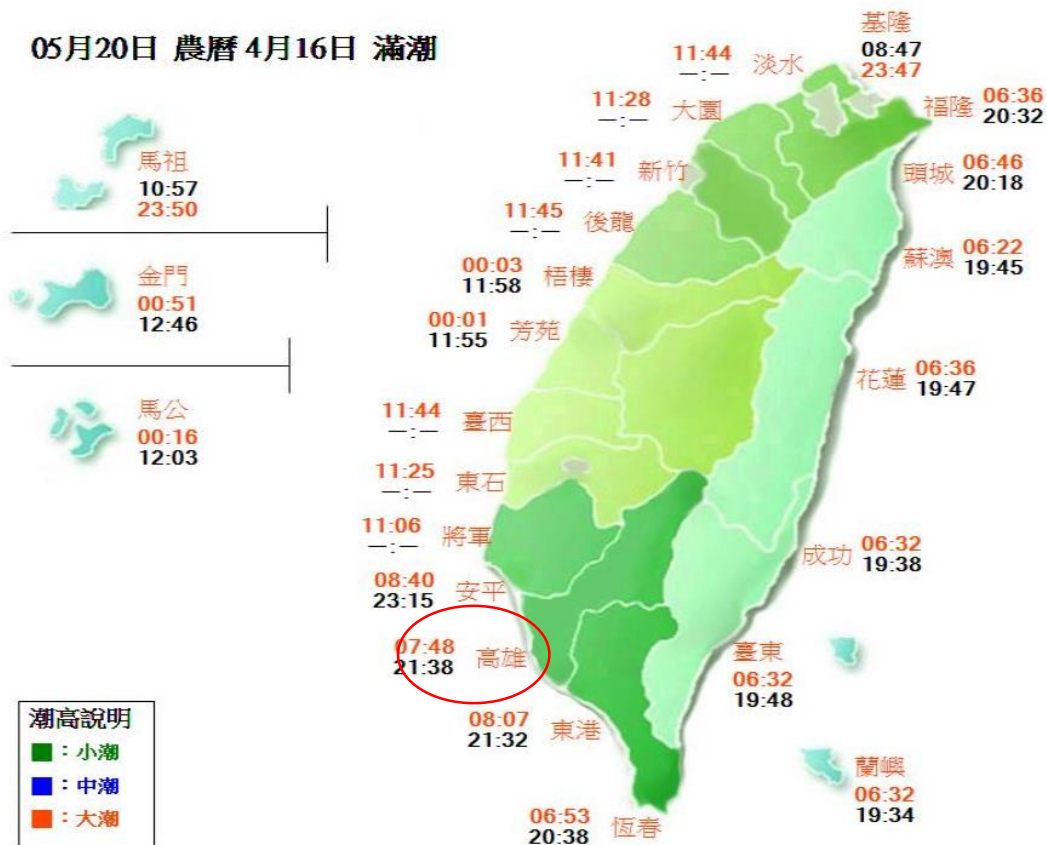 05月20日 農曆 4月16日 滿潮
基隆
08:47
23:47
11:44 淡水
—:—
11:28 大園
—:—
福隆 06:36
20:32
11:41 新竹
—:—
頭城 06:46
20:18
馬祖
10:57
23:50
11:45 後龍
—:—
蘇澳 06:22
19:45
金門
00:51
12:46
00:03 梧棲
11:58
00:01 芳苑
11:55
花蓮 06:36
19:47
馬公
00:16
12:03
11:44 臺西
—:—
11:25 東石
—:—
11:06 將軍
—:—
成功 06:32
19:38
08:40 安平
23:15
07:48 高雄
21:38
臺東
06:32
19:48
08:07 東港
21:32
蘭嶼
06:32
19:34
06:53 恆春
20:38
潮高說明
：小潮
：中潮
：大潮